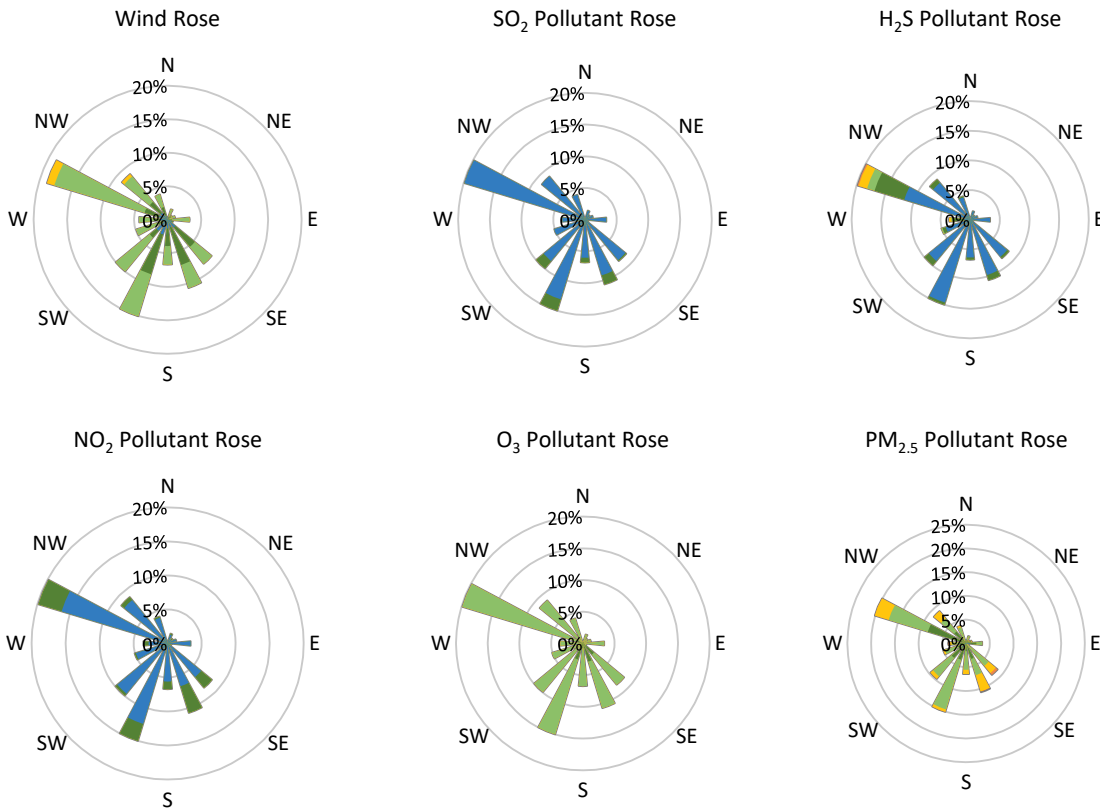 Wind Rose
N
20%
NW
NE
15%
10%
5%
W
0%
E
SW
SE
S
SO₂ Pollutant Rose
N
20%
NW
NE
15%
10%
5%
W
0%
E
SW
SE
S
H₂S Pollutant Rose
N
20%
NW
NE
15%
10%
5%
W
0%
E
SW
SE
S
NO₂ Pollutant Rose
N
20%
NW
NE
15%
10%
5%
W
0%
E
SW
SE
S
O₃ Pollutant Rose
N
20%
NW
NE
15%
10%
5%
W
0%
E
SW
SE
S
PM₂.₅ Pollutant Rose
N
25%
NW
NE
20%
15%
10%
5%
W
0%
E
SW
SE
S